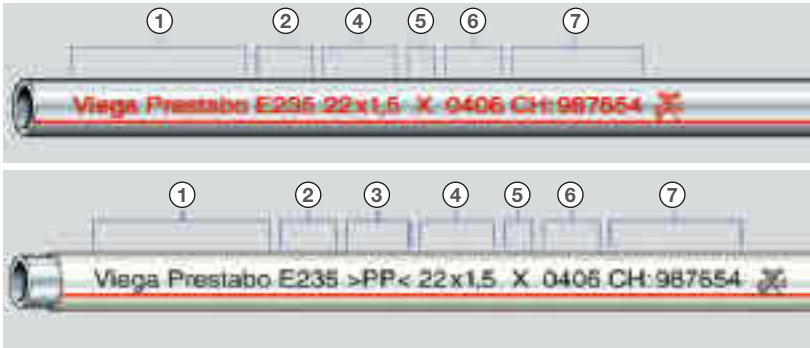 1 2 4 5 6 7
Viega Prestabo E235 22x1,5 X 0406 CH:987654
1 2 3 4 5 6 7
Viega Prestabo E235 >PP< 22x1,5 X 0406 CH:987654